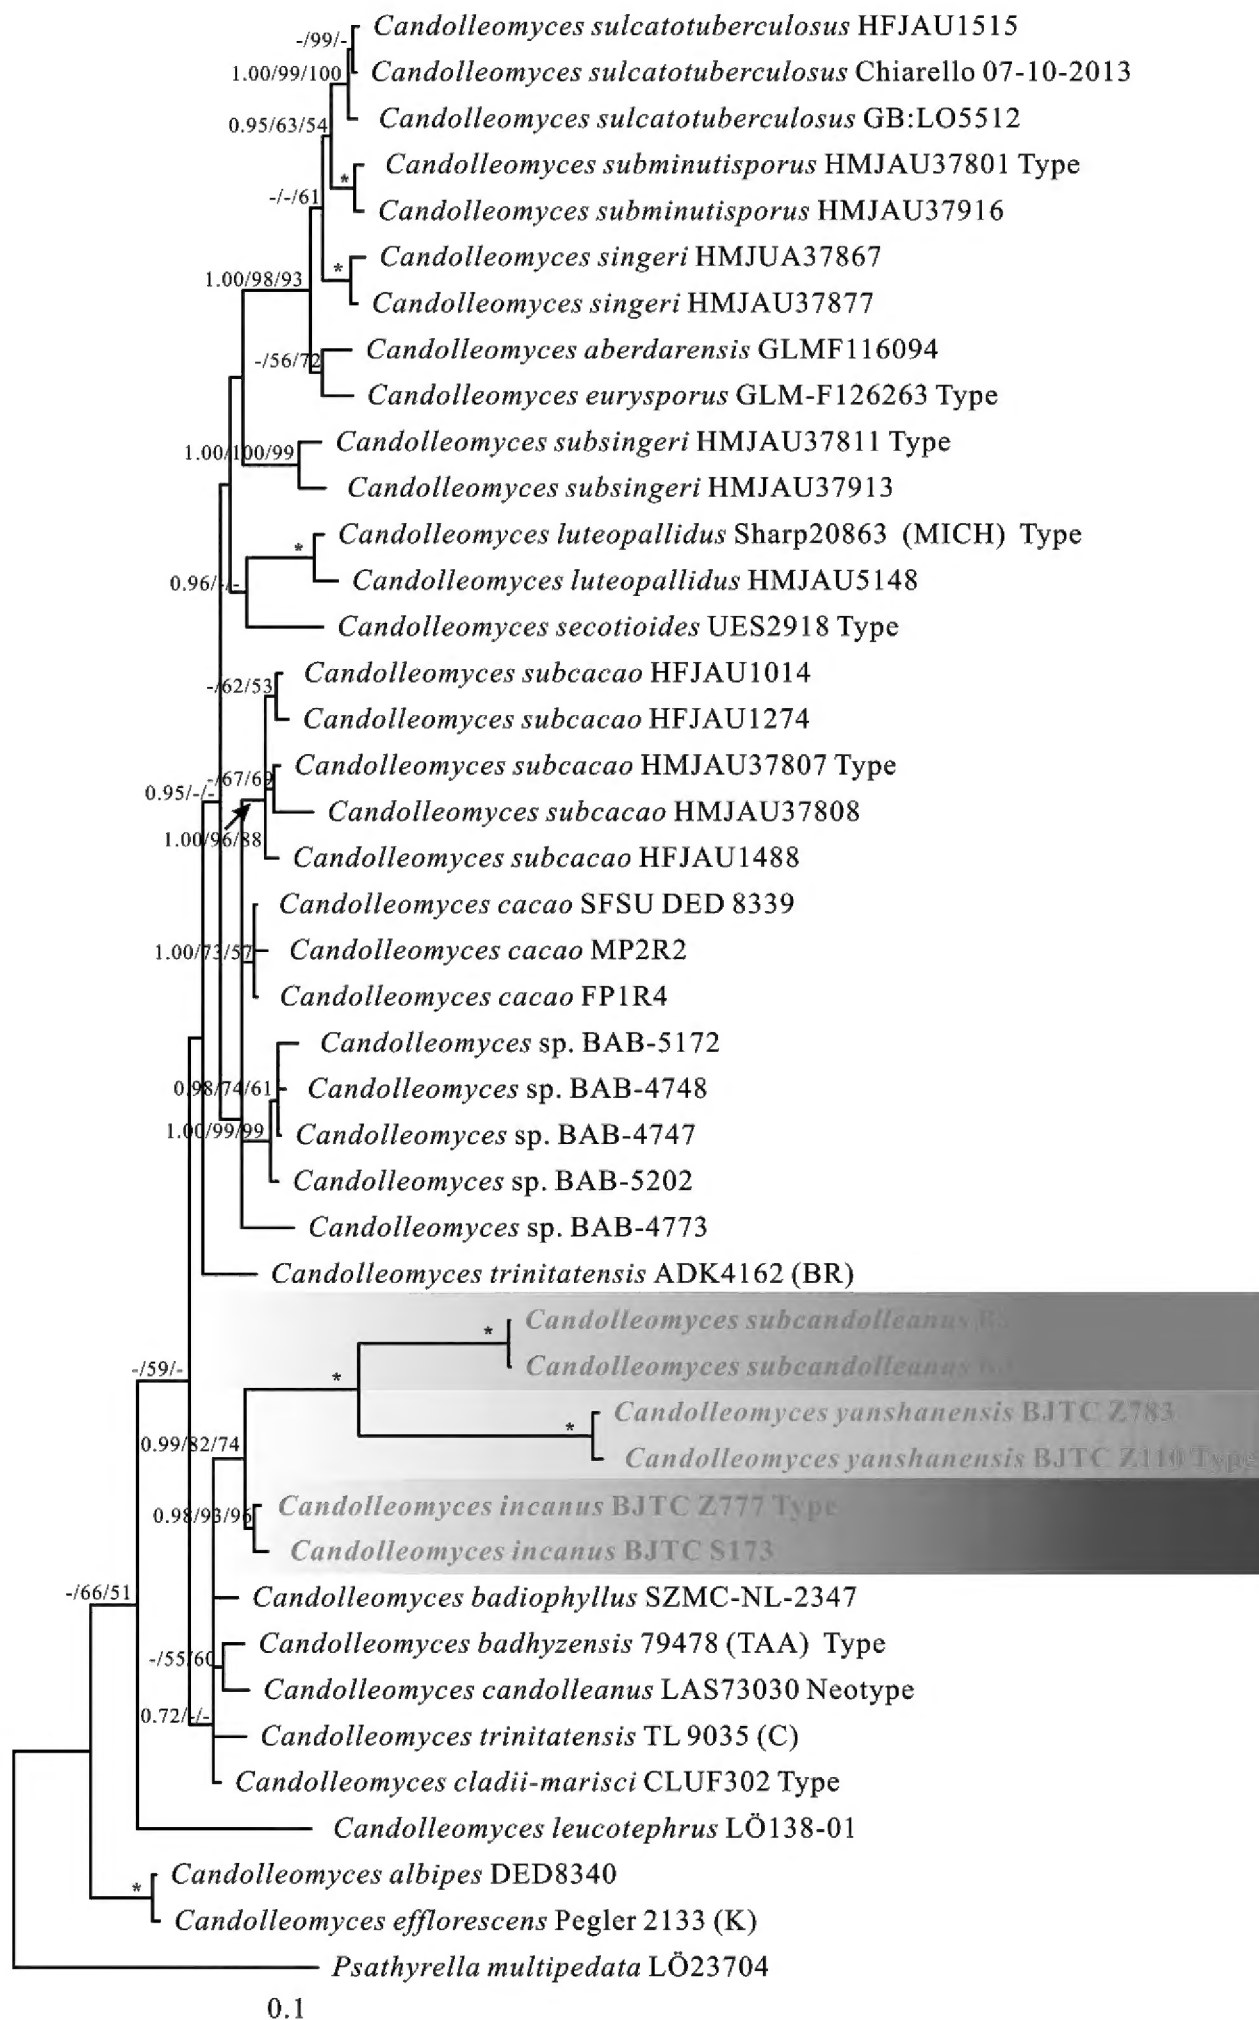 Candolleomyces sulcatotuberculosus HFJAU1515
-/99/-
1.00/99/100
Candolleomyces sulcatotuberculosus Chiarello 07-10-2013
Candolleomyces sulcatotuberculosus GB:LO5512
0.95/63/54
Candolleomyces subminutisporus HMJAU37801 Type
*
-/-/61
Candolleomyces subminutisporus HMJAU37916
Candolleomyces singeri HMJUA37867
*
1.00/98/93
Candolleomyces singeri HMJAU37877
Candolleomyces aberdarensis GLMF116094
-/56/72
Candolleomyces eurysporus GLM-F126263 Type
Candolleomyces subsingeri HMJAU37811 Type
1.00/100/99
Candolleomyces subsingeri HMJAU37913
Candolleomyces luteopallidus Sharp20863 (MICH) Type
*
0.96/-/-
Candolleomyces luteopallidus HMJAU5148
Candolleomyces secotioides UES2918 Type
Candolleomyces subcacao HFJAU1014
-/62/53
Candolleomyces subcacao HFJAU1274
Candolleomyces subcacao HMJAU37807 Type
-/67/69
0.95/-/-
Candolleomyces subcacao HMJAU37808
1.00/96/88
Candolleomyces subcacao HFJAU1488
Candolleomyces cacao SFSU DED 8339
1.00/73/57
Candolleomyces cacao MP2R2
Candolleomyces cacao FP1R4
Candolleomyces sp. BAB-5172
0.98/74/61
Candolleomyces sp. BAB-4748
1.00/99/99
Candolleomyces sp. BAB-4747
Candolleomyces sp. BAB-5202
Candolleomyces sp. BAB-4773
Candolleomyces trinitatensis ADK4162 (BR)
Candolleomyces subcandolleanus
*
-/59/-
*
Candolleomyces subcandolleanus
Candolleomyces yanshanensis BJTC Z783
*
0.99/82/74
Candolleomyces yanshanensis BJTC Z110 Type
Candolleomyces incanus BJTC Z777 Type
0.98/93/96
Candolleomyces incanus BJTC S173
-/66/51
Candolleomyces badiophyllus SZMC-NL-2347
Candolleomyces badhyzensis 79478 (TAA) Type
-/55/60
Candolleomyces candolleanus LAS73030 Neotype
0.72/-/-
Candolleomyces trinitatensis TL 9035 (C)
Candolleomyces cladii-marisci CLUF302 Type
Candolleomyces leucotephrus LÖ138-01
Candolleomyces albipes DED8340
*
Candolleomyces efflorescens Pegler 2133 (K)
Psathyrella multipedata LÖ23704
0.1